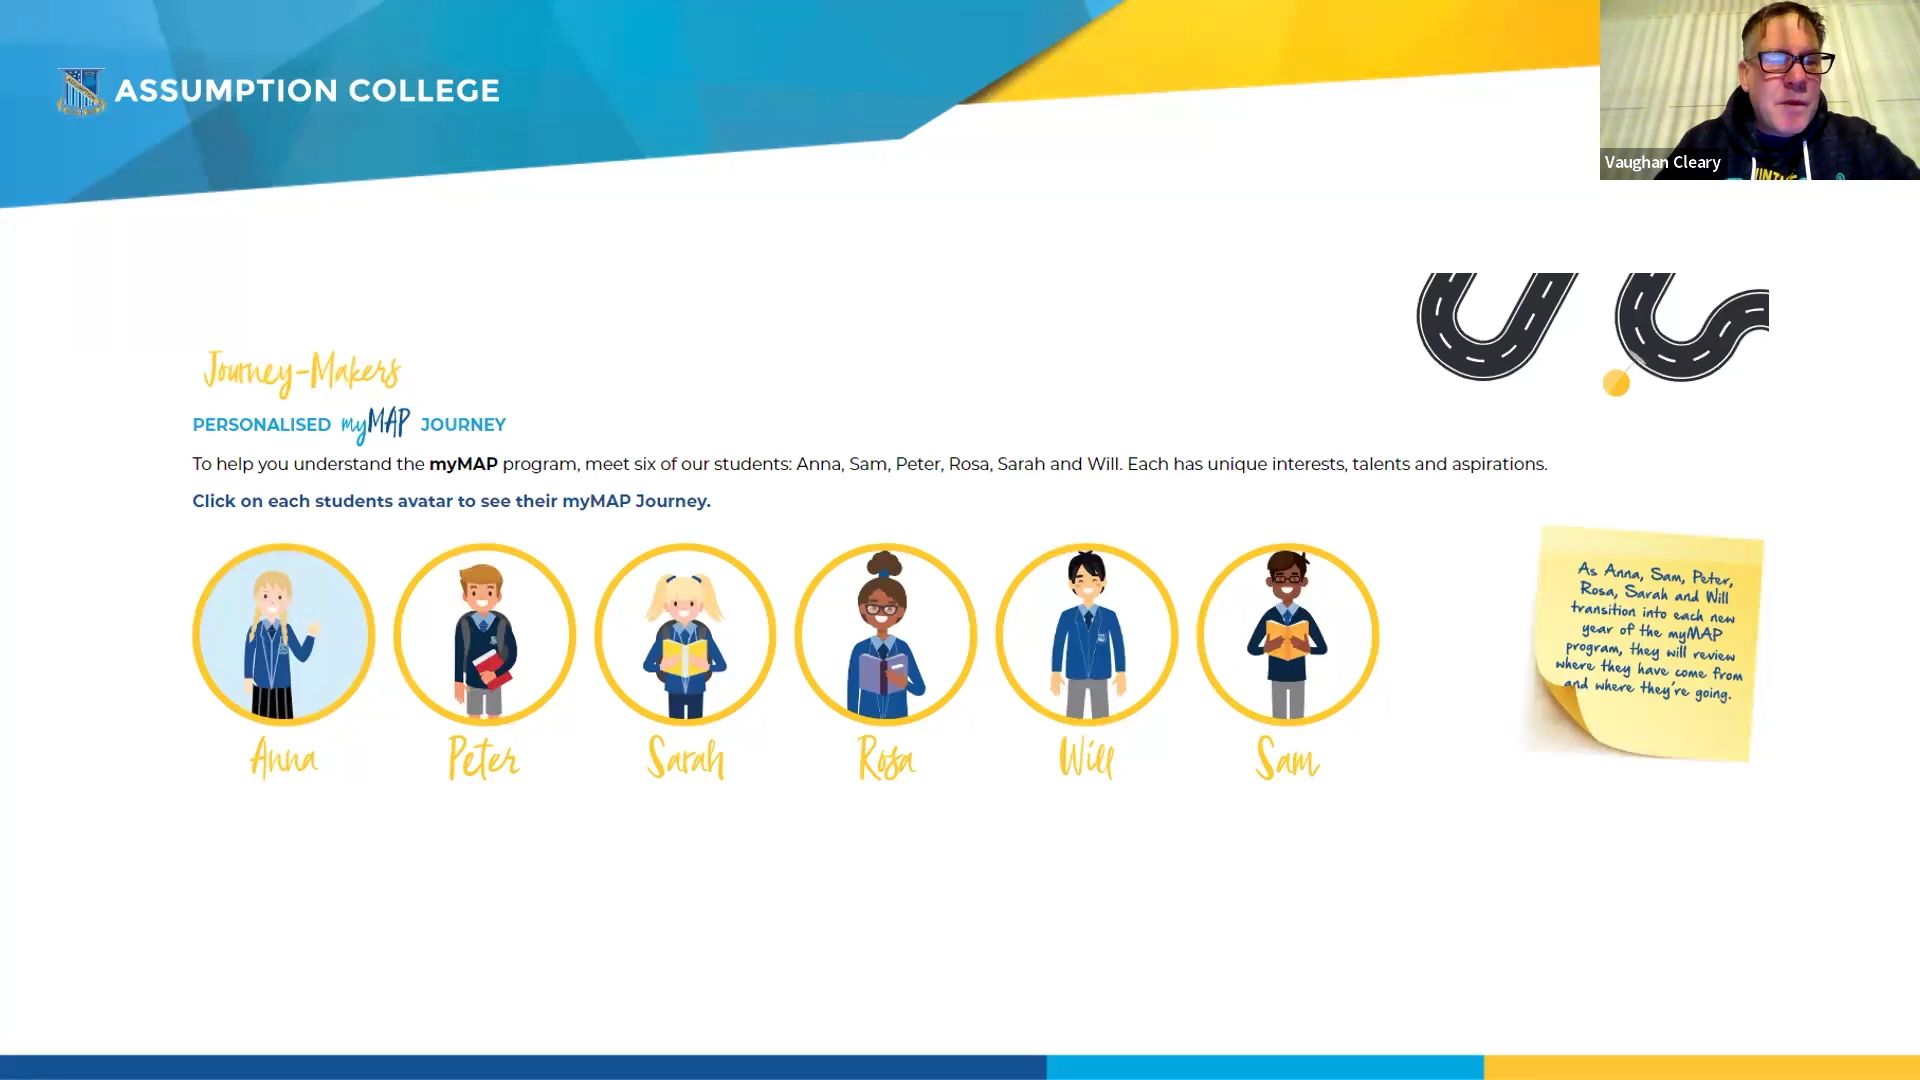 ASSUMPTION COLLEGE
Vaughan Cleary
Journey-Makers
PERSONALISED myMAP JOURNEY
To help you understand the myMAP program, meet six of our students: Anna, Sam, Peter, Rosa, Sarah and Will. Each has unique interests, talents and aspirations.
Click on each students avatar to see their myMAP Journey.
As Anna, Sam, Peter,
Rosa, Sarah and Will
transition into each new
year of the myMAP
program, they will review
where they have come from
and where they're going.
Anna
Peter
Sarah
Rosa
Will
Sam